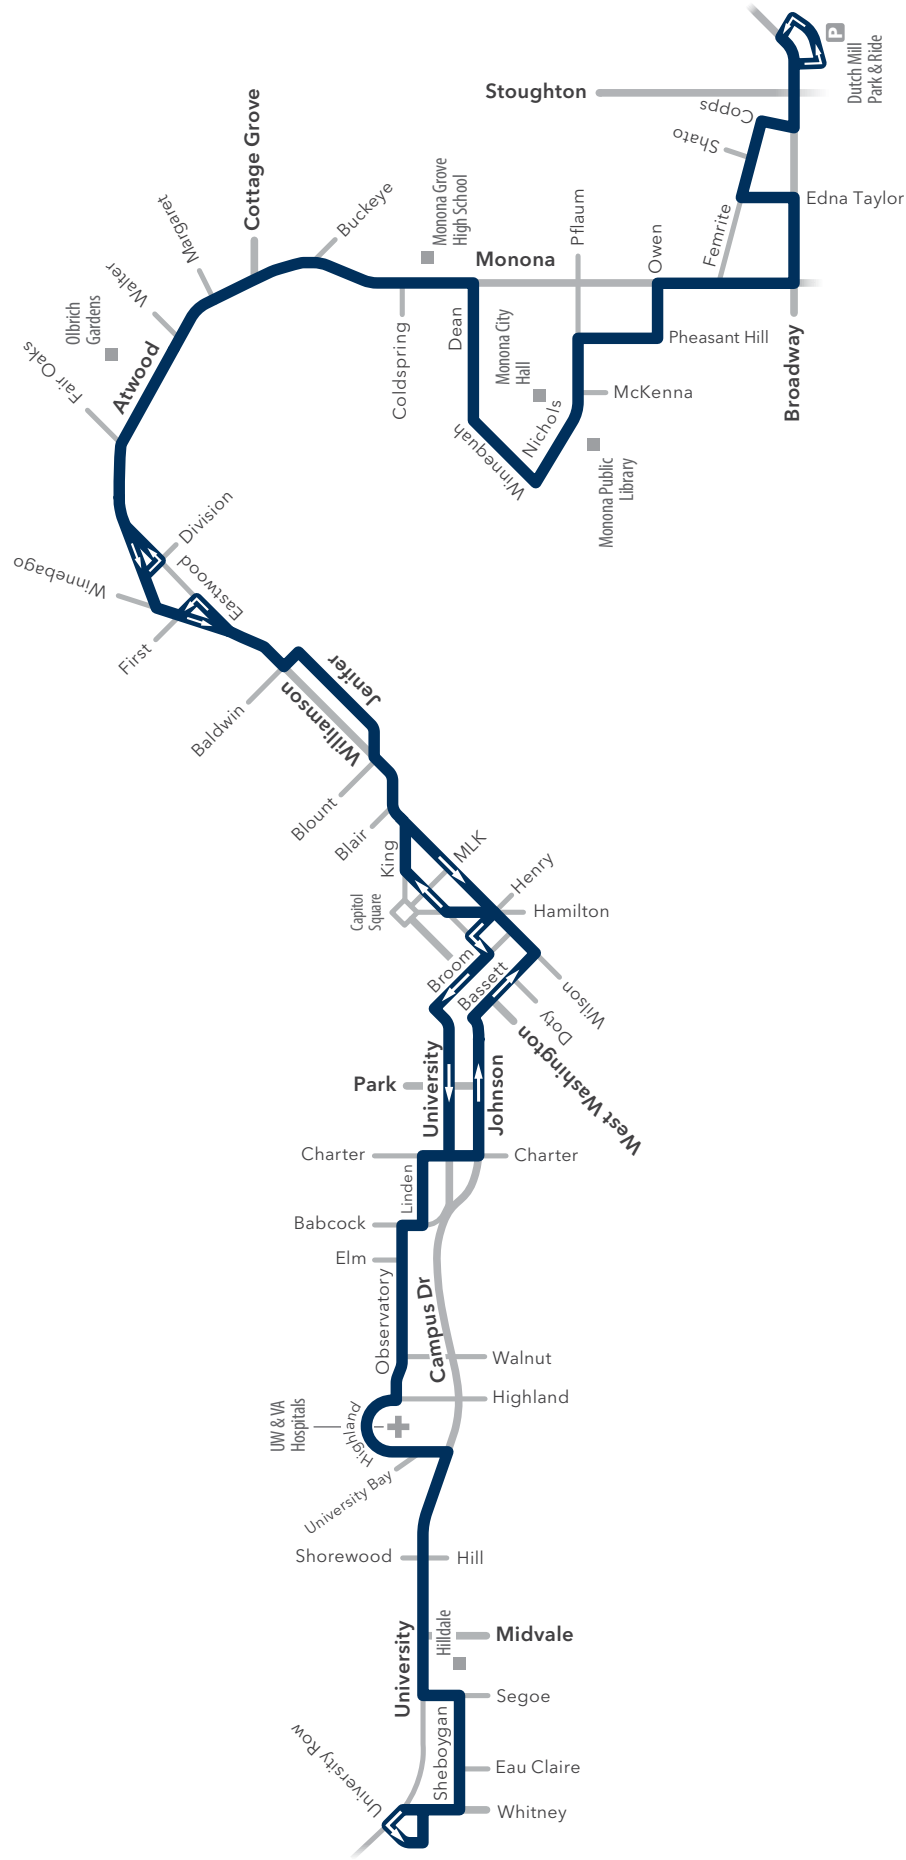 P
Dutch Mill
Park & Ride
Stoughton
Copps
Shato
Edna Taylor
Femrite
Cottage Grove
Margaret
Buckeye
Monona Grove
High School
Pflaum
Monona
Owen
Walter
Olbrich
Gardens
Dean
Monona City
Hall
Pheasant Hill
Broadway
Fair Oaks
Atwood
Coldspring
McKenna
Nichols
Winnequah
Monona Public
Library
Division
Winnebago
Eastwood
First
Jenifer
Williamson
Baldwin
Blount
Blair
King
MLK
Henry
Capitol
Square
Hamilton
Broom
Bassett
Wilson
Doty
West Washington
University
Johnson
Park
Charter
Charter
Linden
Babcock
Elm
Observatory
Campus Dr
Walnut
Highland
UW & VA
Hospitals
Highland
University Bay
Shorewood
Hill
Hilldale
Midvale
University
Segoe
Sheboygan
University Row
Eau Claire
Whitney